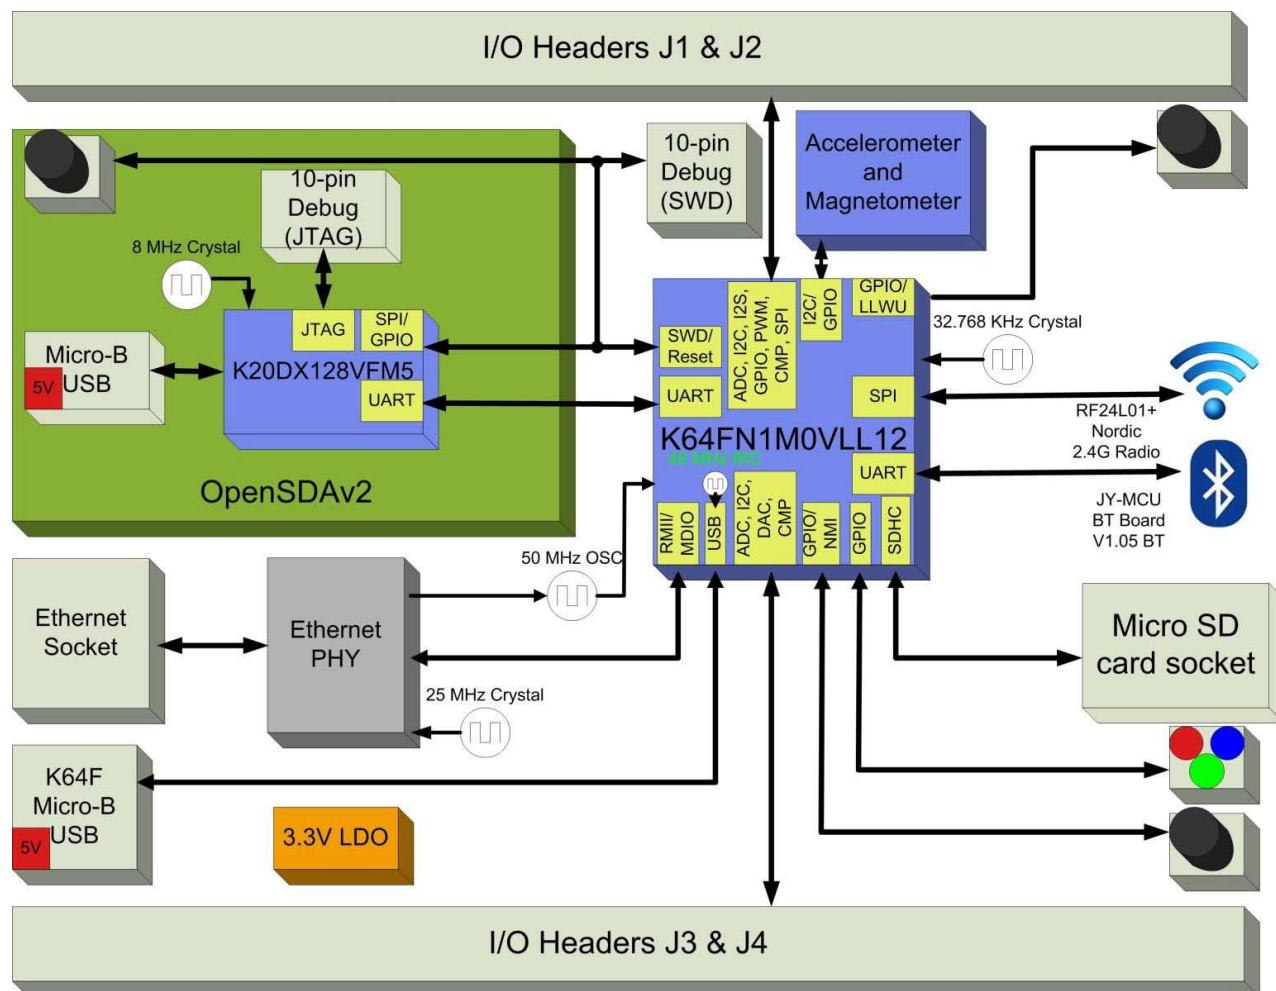 I/O Headers J1 & J2
10-pin
Debug
(SWD)
Accelerometer
and
Magnetometer
10-pin
Debug
(JTAG)
8 MHz Crystal
JTAG
SPI/
GPIO
K20DX128VFM5
UART
Micro-B
USB
5V
OpenSDAv2
SWD/
Reset
UART
ADC, I2C, I2S,
GPIO, PWM,
CMP, SPI
I2C/
GPIO
GPIO/
LLWU
32.768 KHz Crystal
SPI
K64FN1M0VLL12
48 MHz IRC
UART
RMII/
MDIO
USB
ADC, I2C,
DAC,
CMP
GPIO/
NMI
GPIO
SDHC
RF24L01+
Nordic
2.4G Radio
JY-MCU
BT Board
V1.05 BT
50 MHz OSC
Ethernet
Socket
Ethernet
PHY
25 MHz Crystal
Micro SD
card socket
K64F
Micro-B
USB
5V
3.3V LDO
I/O Headers J3 & J4